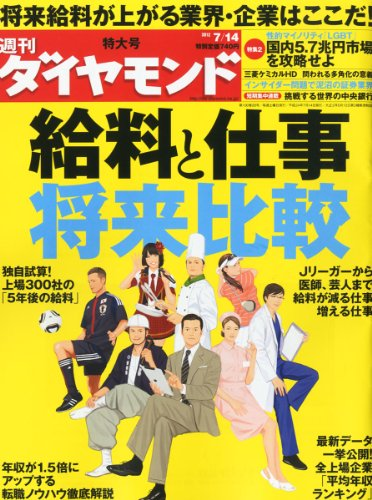 将来給料が上がる業界・企業はここだ!
週刊
特大号
2012 7/14
特別定価740円
ダイヤモンド
特集2
性的マイノリティ「LGBT」
国内5.7兆円市場
を攻略せよ
三菱ケミカルHD 問われる多角化の意義
インサイダー問題で泥沼の証券業界
短期集中連載 挑戦する世界の中央銀行
給料と仕事
将来比較
独自試算!
上場300社の
「5年後の給料」
Jリーガーから
医師、芸人まで
給料が減る仕事
増える仕事
年収が1.5倍に
アップする
転職ノウハウ徹底解説
最新データ
一挙公開!
全上場企業
「平均年収
ランキング」